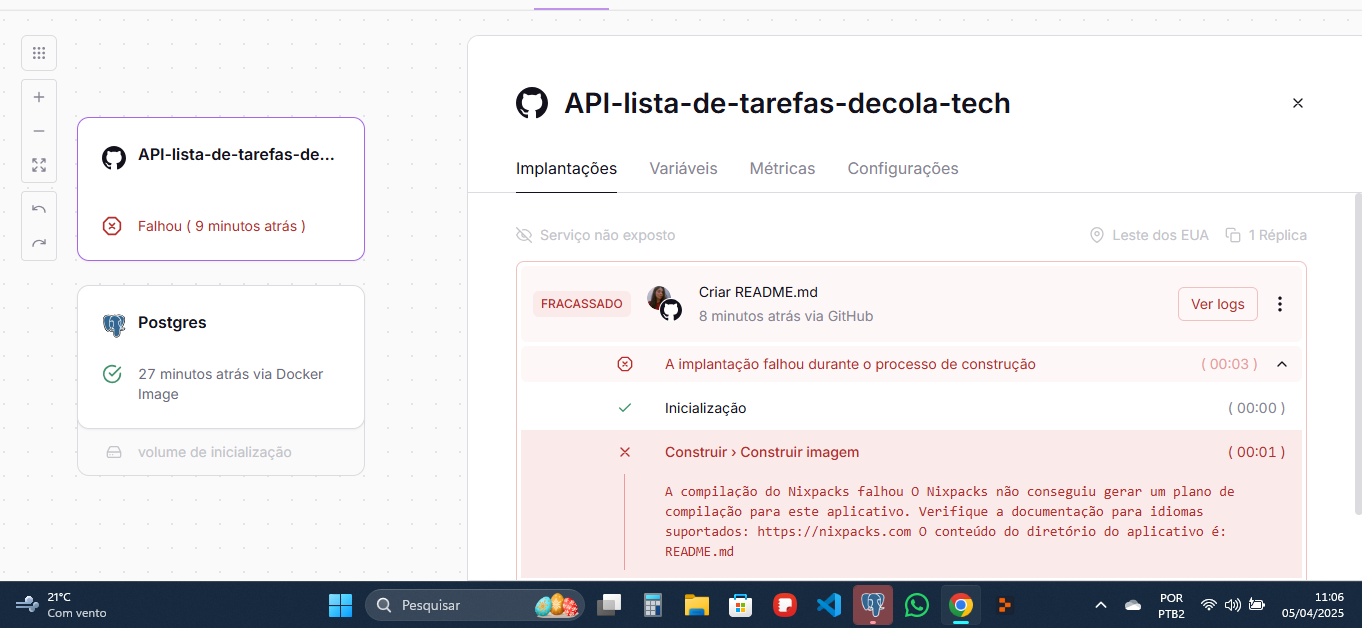 API-lista-de-tarefas-de...
Falhou ( 9 minutos atrás )
Postgres
27 minutos atrás via Docker
Image
volume de inicialização
API-lista-de-tarefas-decola-tech
Implantações Variáveis Métricas Configurações
Serviço não exposto Leste dos EUA 1 Réplica
FRACASSADO
Criar README.md
8 minutos atrás via GitHub
Ver logs
A implantação falhou durante o processo de construção ( 00:03 )
Inicialização ( 00:00 )
Construir › Construir imagem ( 00:01 )
A compilação do Nixpacks falhou O Nixpacks não conseguiu gerar um plano de
compilação para este aplicativo. Verifique a documentação para idiomas
suportados: https://nixpacks.com O conteúdo do diretório do aplicativo é:
README.md
21°C
Com vento
Pesquisar
POR
PTB2
11:06
05/04/2025